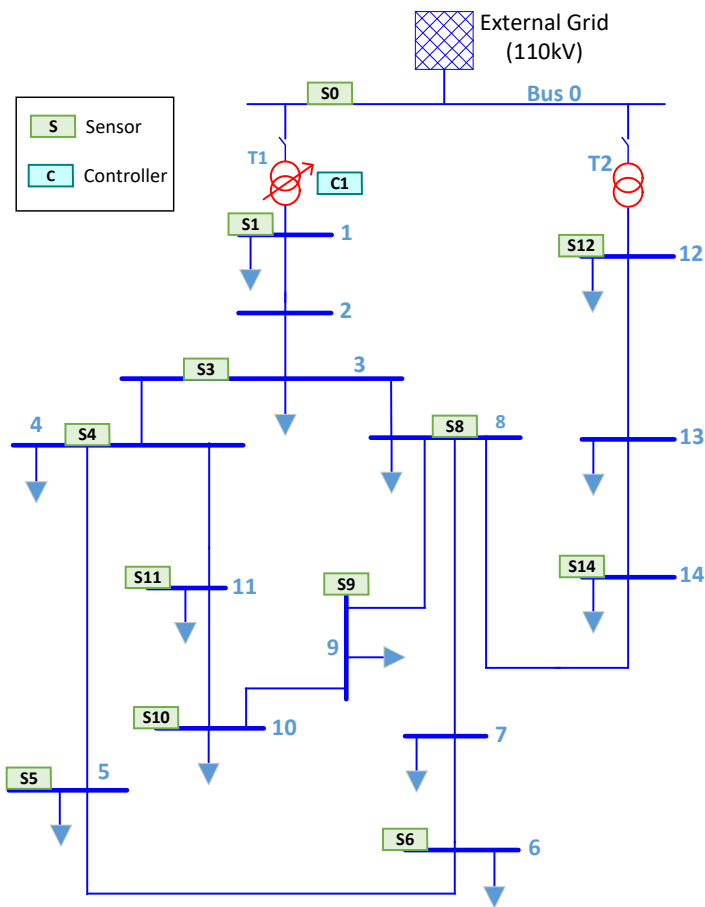 External Grid
(110kV)
S0
Bus 0
S Sensor
C Controller
T1
C1
T2
S1
1
S12
12
2
S3
3
4
S4
S8
8
13
S11
11
S9
9
S14
14
S10
10
7
S5
5
S6
6